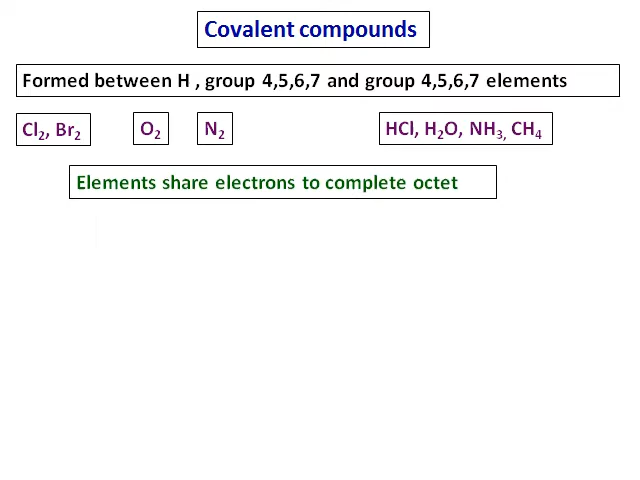 Covalent compounds
Formed between H , group 4,5,6,7 and group 4,5,6,7 elements
Cl₂, Br₂ O₂ N₂ HCl, H₂O, NH₃, CH₄
Elements share electrons to complete octet